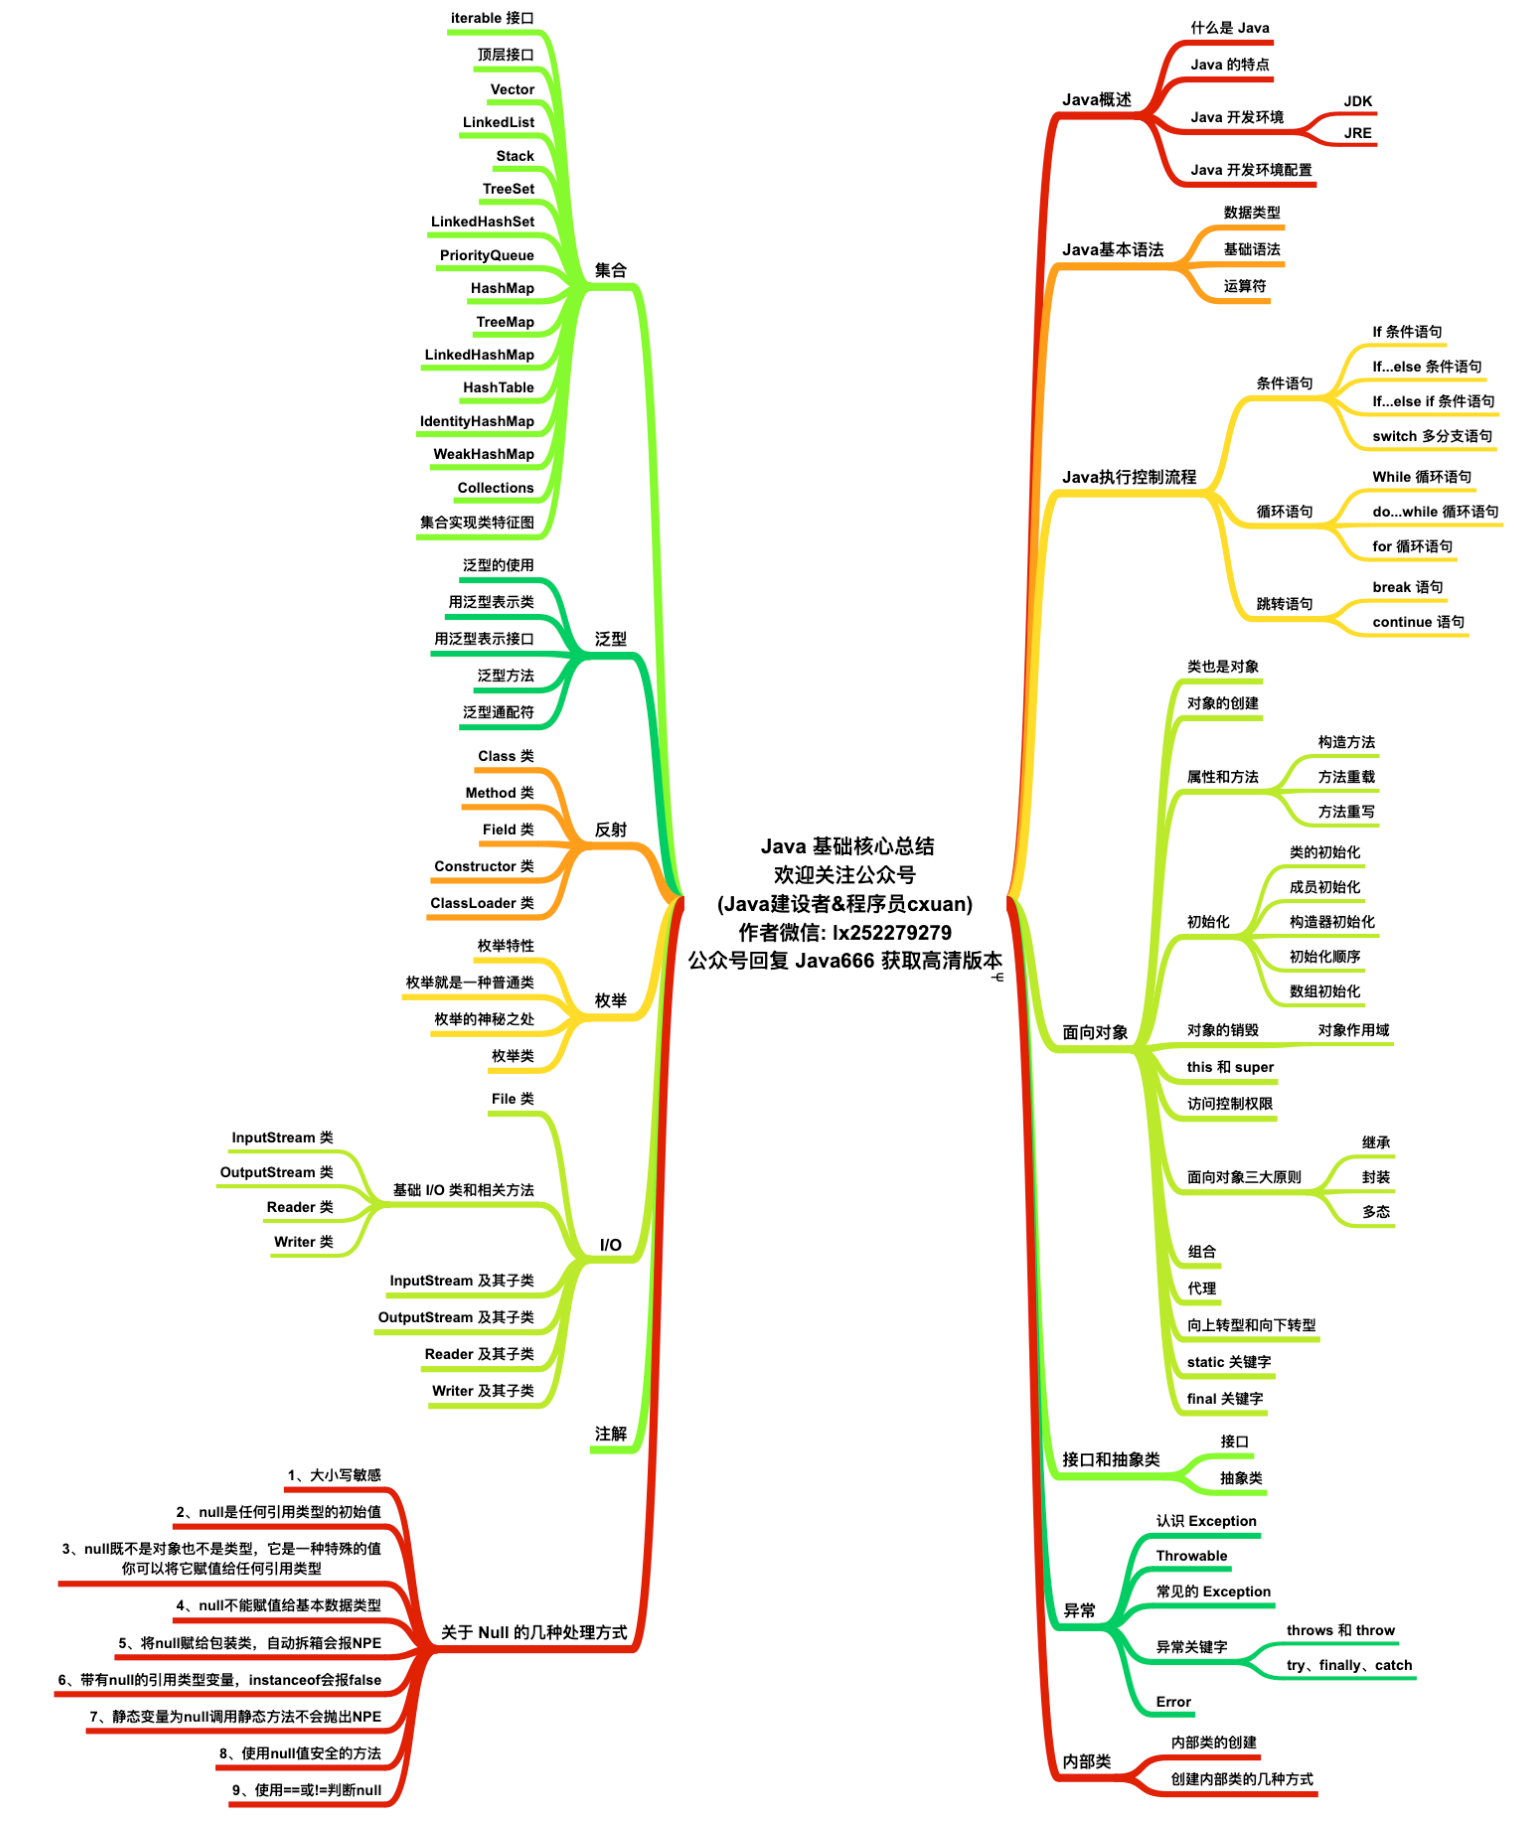 Java 基础核心总结
欢迎关注公众号
(Java建设者&程序员cxuan)
作者微信: lx252279279
公众号回复 Java666 获取高清版本
Java概述
什么是 Java
Java 的特点
Java 开发环境
JDK
JRE
Java 开发环境配置
Java基本语法
数据类型
基础语法
运算符
Java执行控制流程
条件语句
If 条件语句
If...else 条件语句
If...else if 条件语句
switch 多分支语句
循环语句
While 循环语句
do...while 循环语句
for 循环语句
跳转语句
break 语句
continue 语句
面向对象
类也是对象
对象的创建
属性和方法
构造方法
方法重载
方法重写
初始化
类的初始化
成员初始化
构造器初始化
初始化顺序
数组初始化
对象的销毁
对象作用域
this 和 super
访问控制权限
面向对象三大原则
继承
封装
多态
组合
代理
向上转型和向下转型
static 关键字
final 关键字
接口和抽象类
接口
抽象类
异常
认识 Exception
Throwable
常见的 Exception
异常关键字
throws 和 throw
try、finally、catch
Error
内部类
内部类的创建
创建内部类的几种方式
集合
iterable 接口
顶层接口
Vector
LinkedList
Stack
TreeSet
LinkedHashSet
PriorityQueue
HashMap
TreeMap
LinkedHashMap
HashTable
IdentityHashMap
WeakHashMap
Collections
集合实现类特征图
泛型
泛型的使用
用泛型表示类
用泛型表示接口
泛型方法
泛型通配符
反射
Class 类
Method 类
Field 类
Constructor 类
ClassLoader 类
枚举
枚举特性
枚举就是一种普通类
枚举的神秘之处
枚举类
I/O
File 类
基础 I/O 类和相关方法
InputStream 类
OutputStream 类
Reader 类
Writer 类
InputStream 及其子类
OutputStream 及其子类
Reader 及其子类
Writer 及其子类
注解
关于 Null 的几种处理方式
1、大小写敏感
2、null是任何引用类型的初始值
3、null既不是对象也不是类型，它是一种特殊的值
你可以将它赋值给任何引用类型
4、null不能赋值给基本数据类型
5、将null赋给包装类，自动拆箱会报NPE
6、带有null的引用类型变量，instanceof会报false
7、静态变量为null调用静态方法不会抛出NPE
8、使用null值安全的方法
9、使用==或!=判断null